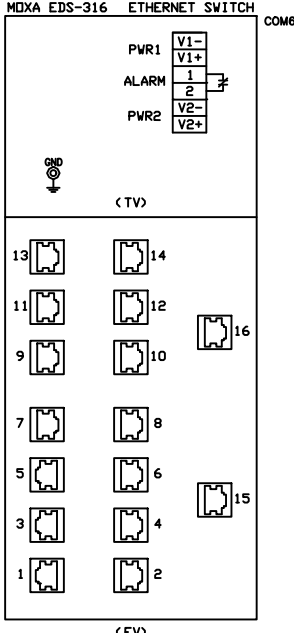 MOXA EDS-316 ETHERNET SWITCH
COM6
PWR1 V1-
V1+
ALARM 1
2
PWR2 V2-
V2+
GND
(TV)
13 14
11 12
16
9 10
7 8
5 6
15
3 4
1 2
(FV)